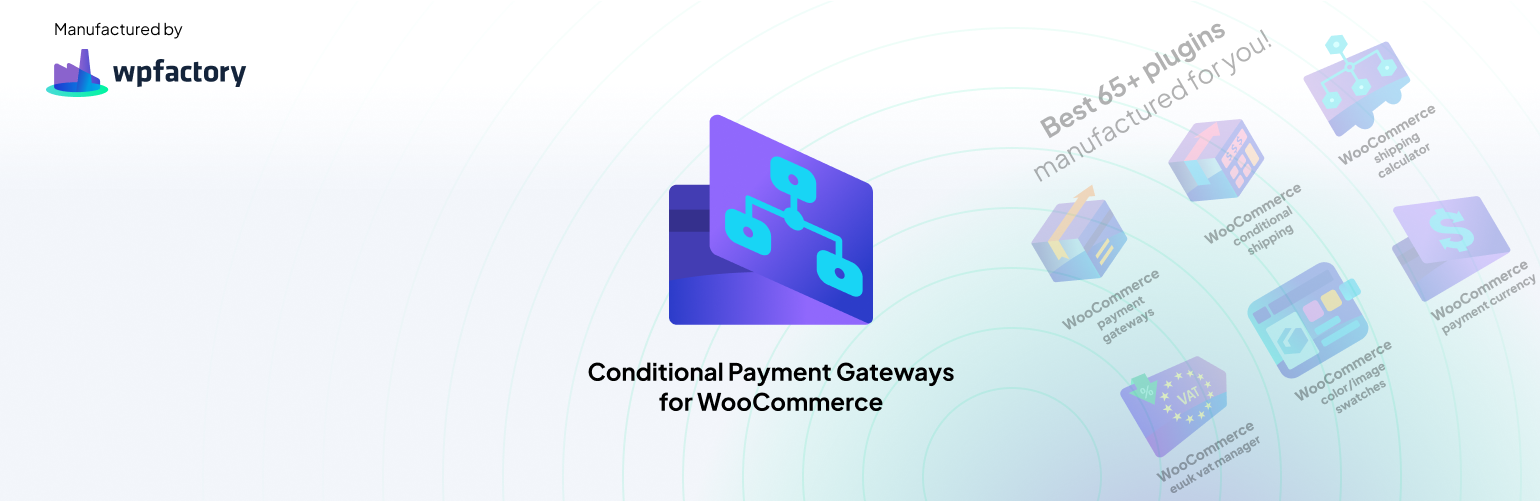 Manufactured by
wpfactory
Conditional Payment Gateways
for WooCommerce
Best 65+ plugins
manufactured for you!
WooCommerce
shipping
calculator
$$$
WooCommerce
conditional
shipping
WooCommerce
payment
gateways
$
WooCommerce
payment currency
WooCommerce
color/image
swatches
%
VAT
WooCommerce
euuk vat manager